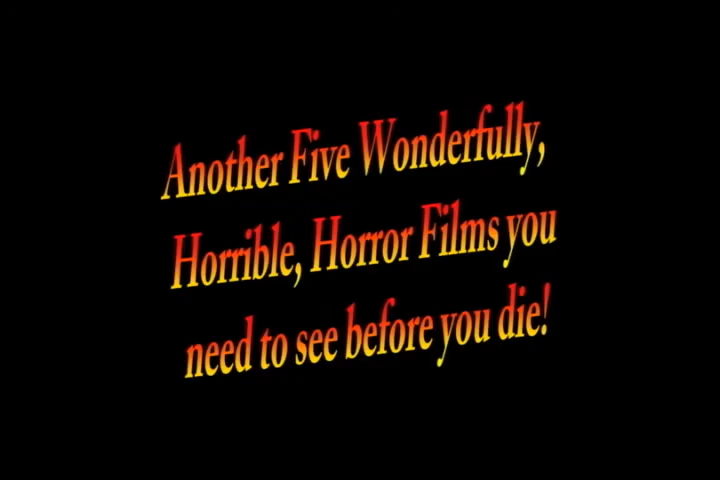 Another Five Wonderfully,
Horrible, Horror Films you
need to see before you die!